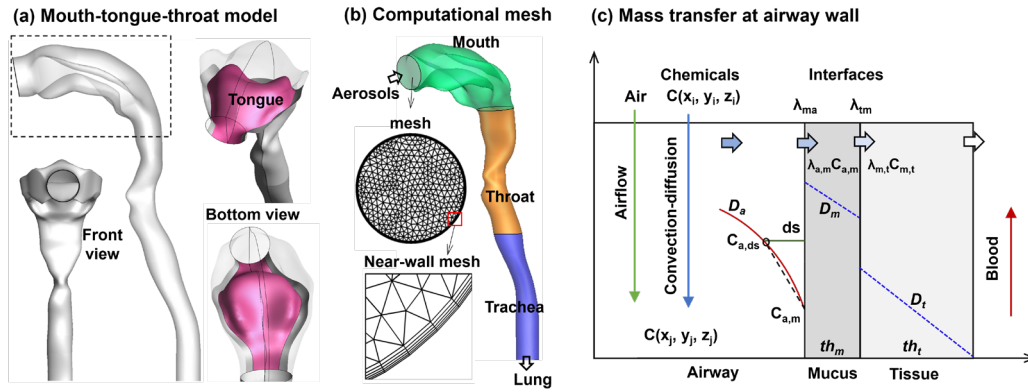 (a) Mouth-tongue-throat model
Tongue
Front
view
Bottom view
(b) Computational mesh
Mouth
Aerosols
mesh
Throat
Near-wall mesh
Trachea
Lung
(c) Mass transfer at airway wall
Chemicals
Interfaces
Air
C(xᵢ, yᵢ, zᵢ)
λma
λtm
λa,mCa,m
λm,tCm,t
Airflow
Convection-diffusion
Da
Dm
ds
Ca,ds
Blood
Dt
Ca,m
C(xⱼ, yⱼ, zⱼ)
thm
tht
Airway
Mucus
Tissue